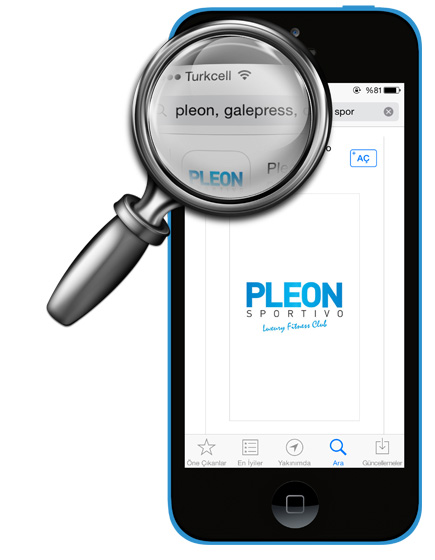 Turkcell
%81
pleon, galepress,
spor
AÇ
PLEON
PLEON
SPORTIVO
Luxury Fitness Club
Öne Çıkanlar
En İyiler
Yakınımda
Ara
Güncellemeler